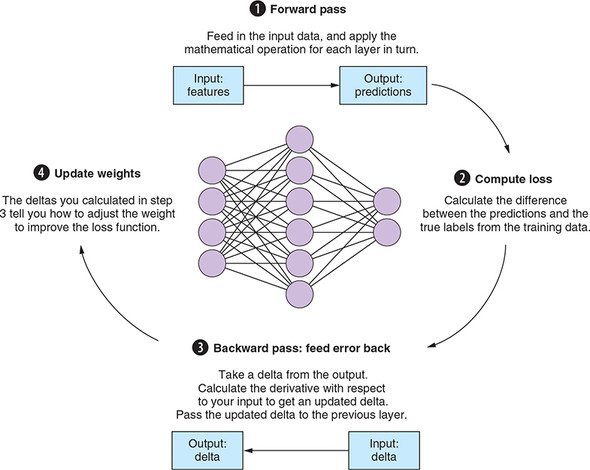 1 Forward pass
Feed in the input data, and apply the
mathematical operation for each layer in turn.
Input:
features
Output:
predictions
2 Compute loss
Calculate the difference
between the predictions and the
true labels from the training data.
3 Backward pass: feed error back
Take a delta from the output.
Calculate the derivative with respect
to your input to get an updated delta.
Pass the updated delta to the previous layer.
Output:
delta
Input:
delta
4 Update weights
The deltas you calculated in step
3 tell you how to adjust the weight
to improve the loss function.